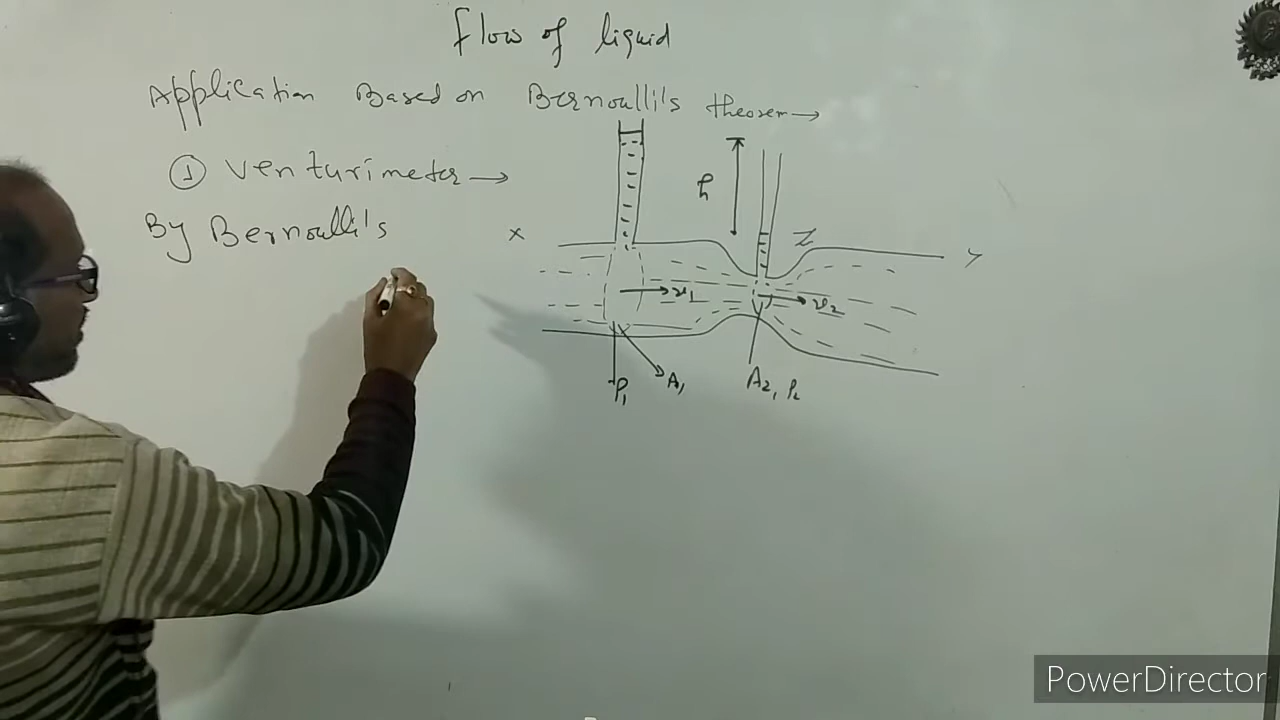 Flow of liquid
Application Based on Bernoulli's theorem→
① Venturimeter →
By Bernoulli's
h
x
Z
y
v₁
v₂
P₁
A₁
A₂, P₂
PowerDirector